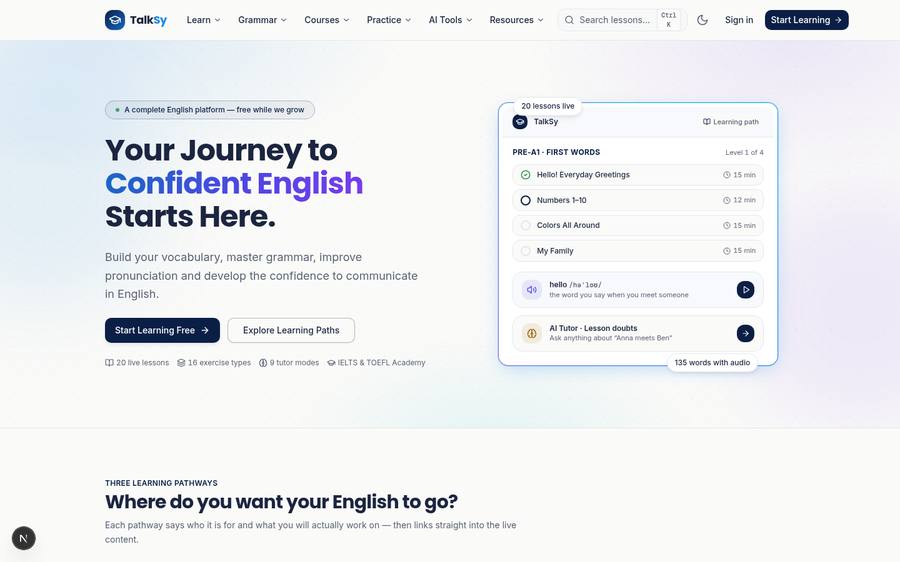 TalkSy
Learn
Grammar
Courses
Practice
AI Tools
Resources
Search lessons...
Ctrl K
Sign in
Start Learning →
A complete English platform — free while we grow
Your Journey to
Confident English
Starts Here.
Build your vocabulary, master grammar, improve
pronunciation and develop the confidence to communicate
in English.
Start Learning Free →
Explore Learning Paths
20 live lessons
16 exercise types
9 tutor modes
IELTS & TOEFL Academy
20 lessons live
TalkSy
Learning path
PRE-A1 · FIRST WORDS
Level 1 of 4
Hello! Everyday Greetings
15 min
Numbers 1–10
12 min
Colors All Around
15 min
My Family
15 min
hello /həˈloʊ/
the word you say when you meet someone
AI Tutor · Lesson doubts
Ask anything about "Anna meets Ben"
135 words with audio
THREE LEARNING PATHWAYS
Where do you want your English to go?
Each pathway says who it is for and what you will actually work on — then links straight into the live
content.
N